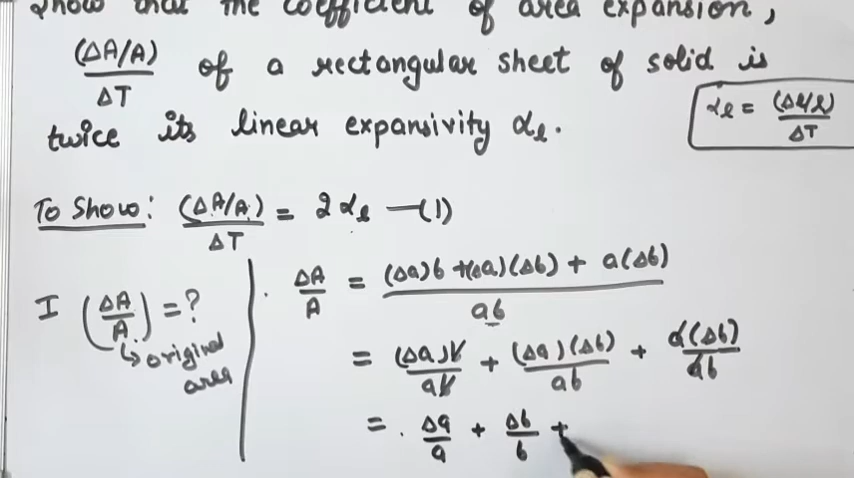 Show that the coefficient of area expansion,
(ΔA/A)/ΔT of a rectangular sheet of solid is
twice its linear expansivity αl.
αl = (Δl/l)/ΔT
To Show: (ΔA/A)/ΔT = 2αl —(1)
I (ΔA/A) = ?
↳ original
area
ΔA/A = ((Δa)b + (Δa)(Δb) + a(Δb))/ab
= (Δa)b/ab + (Δa)(Δb)/ab + a(Δb)/ab
= Δa/a + Δb/b +